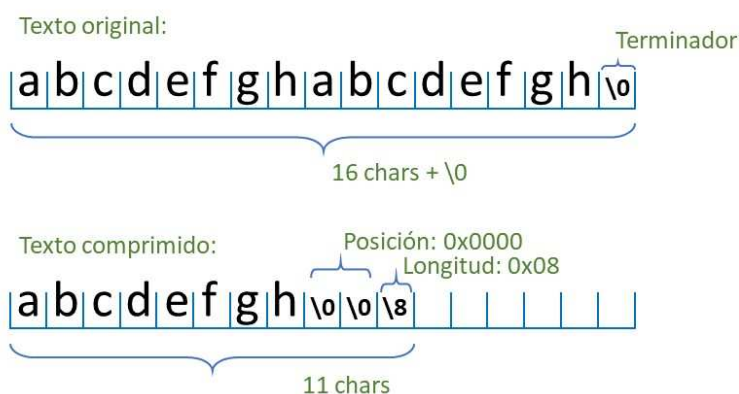 Texto original:
Terminador
abcdefghabcdefgh\0
16 chars + \0
Texto comprimido:
Posición: 0x0000
Longitud: 0x08
abcdefgh\0\0\8
11 chars